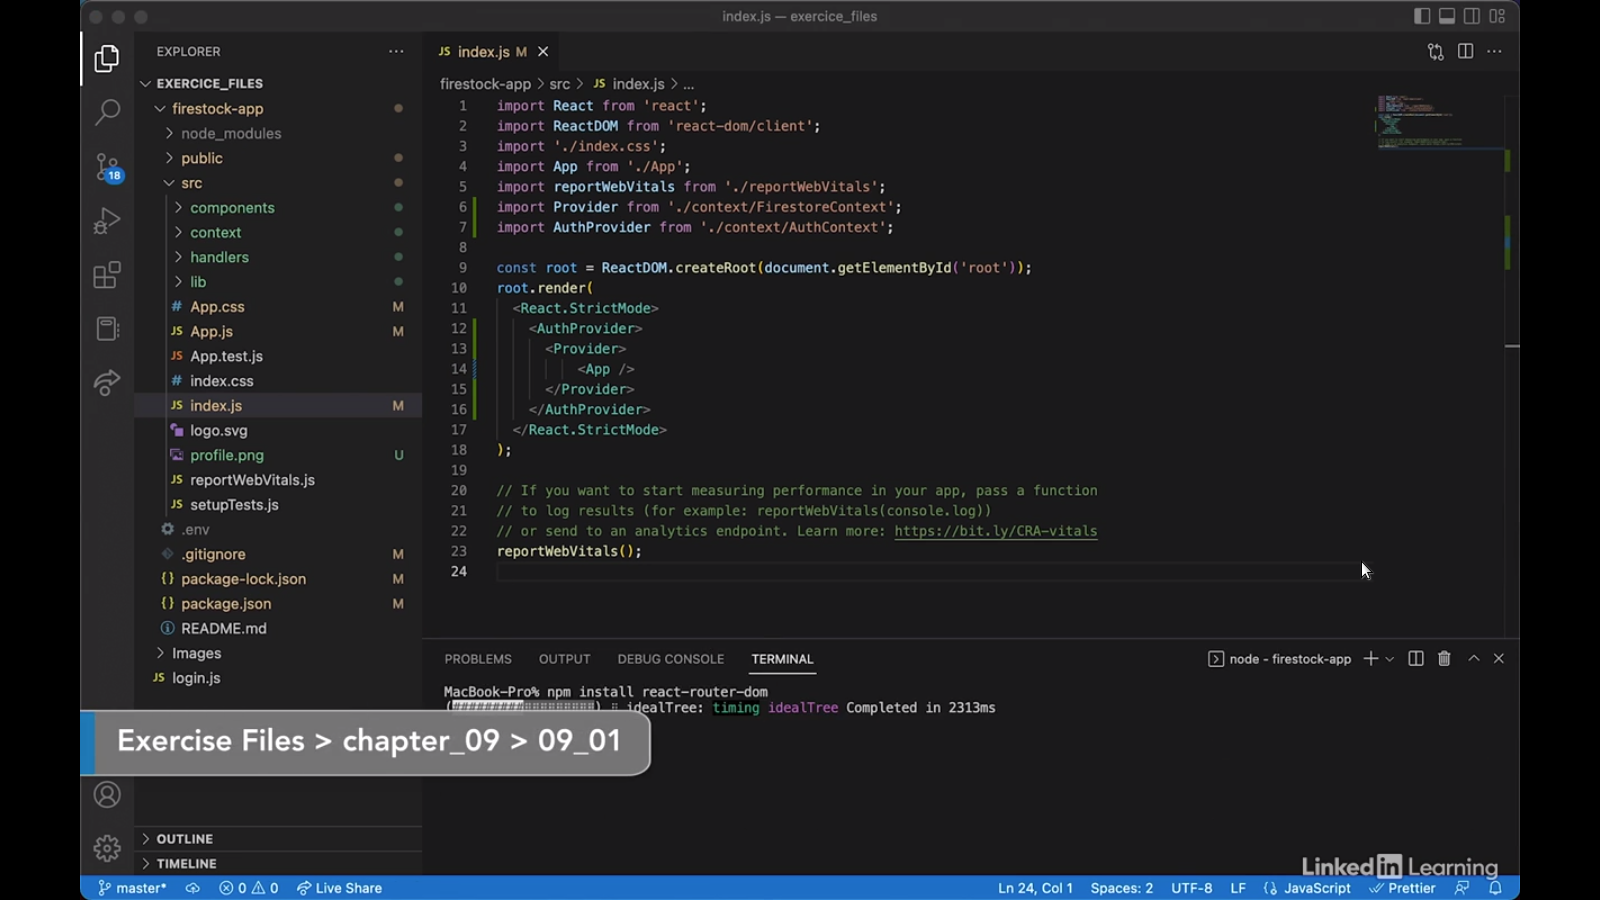 index.js — exercice_files
EXPLORER
EXERCICE_FILES
firestock-app
node_modules
public
src
components
context
handlers
lib
# App.css M
JS App.js M
JS App.test.js
# index.css
JS index.js M
logo.svg
profile.png U
JS reportWebVitals.js
JS setupTests.js
.env
.gitignore M
{} package-lock.json M
{} package.json M
README.md
Images
JS login.js
18
OUTLINE
TIMELINE
JS index.js M
firestock-app > src > JS index.js > ...
1 import React from 'react';
2 import ReactDOM from 'react-dom/client';
3 import './index.css';
4 import App from './App';
5 import reportWebVitals from './reportWebVitals';
6 import Provider from './context/FirestoreContext';
7 import AuthProvider from './context/AuthContext';
8
9 const root = ReactDOM.createRoot(document.getElementById('root'));
10 root.render(
11 <React.StrictMode>
12 <AuthProvider>
13 <Provider>
14 <App />
15 </Provider>
16 </AuthProvider>
17 </React.StrictMode>
18 );
19
20 // If you want to start measuring performance in your app, pass a function
21 // to log results (for example: reportWebVitals(console.log))
22 // or send to an analytics endpoint. Learn more: https://bit.ly/CRA-vitals
23 reportWebVitals();
24
PROBLEMS OUTPUT DEBUG CONSOLE TERMINAL
node - firestock-app
MacBook-Pro% npm install react-router-dom
idealTree: timing idealTree Completed in 2313ms
Exercise Files > chapter_09 > 09_01
LinkedIn Learning
master* 0 0 Live Share
Ln 24, Col 1 Spaces: 2 UTF-8 LF {} JavaScript Prettier